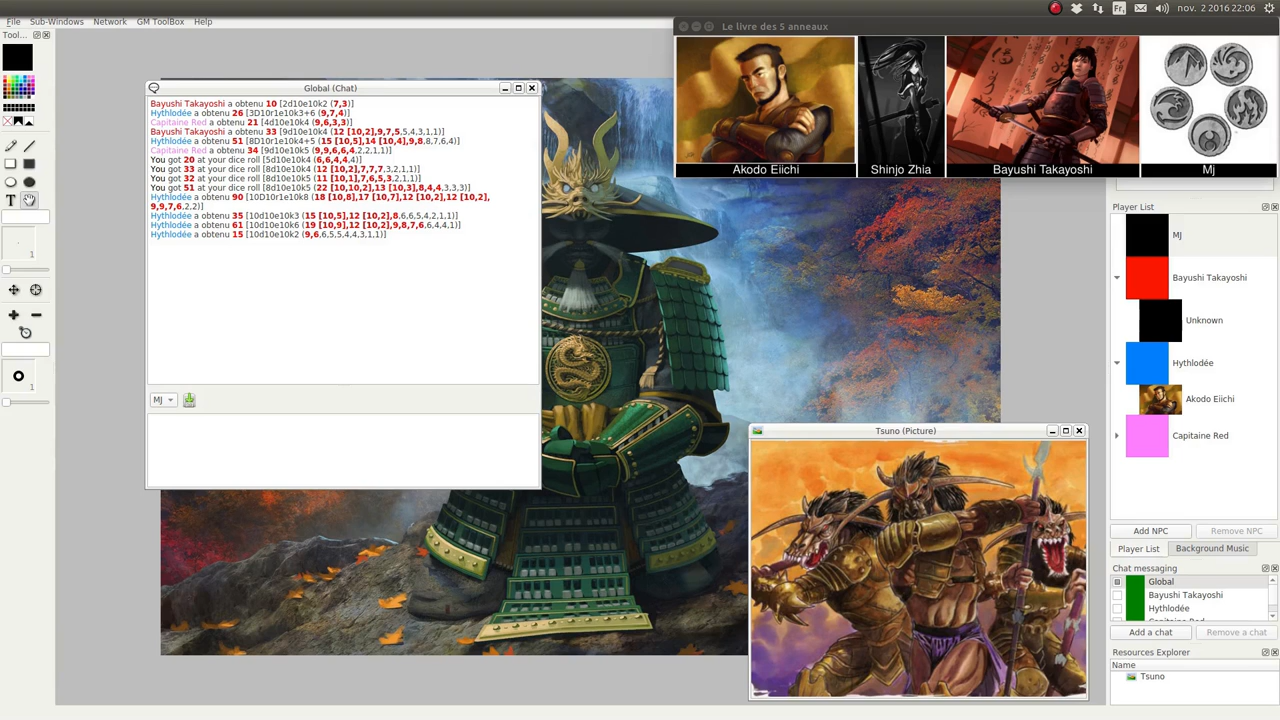 Fr
nov. 2 2016 22:06
File Sub-Windows Network GM ToolBox Help
Le livre des 5 anneaux
Akodo Eiichi
Shinjo Zhia
Bayushi Takayoshi
Mj
Tool...
T
1
1
Global (Chat)
Bayushi Takayoshi a obtenu 10 [2d10e10k2 (7,3)]
Hythlodée a obtenu 26 [3D10r1e10k3+6 (9,7,4)]
Capitaine Red a obtenu 21 [4d10e10k4 (9,6,3,3)]
Bayushi Takayoshi a obtenu 33 [9d10e10k4 (12 [10,2],9,7,5,5,4,3,1,1)]
Hythlodée a obtenu 51 [8D10r1e10k4+5 (15 [10,5],14 [10,4],9,8,8,7,6,4)]
Capitaine Red a obtenu 34 [9d10e10k5 (9,9,6,6,4,2,2,1,1)]
You got 20 at your dice roll [5d10e10k4 (6,6,4,4,4)]
You got 33 at your dice roll [8d10e10k4 (12 [10,2],7,7,7,3,2,1,1)]
You got 32 at your dice roll [8d10e10k5 (11 [10,1],7,6,5,3,2,1,1)]
You got 51 at your dice roll [8d10e10k5 (22 [10,10,2],13 [10,3],8,4,4,3,3,3)]
Hythlodée a obtenu 90 [10D10r1e10k8 (18 [10,8],17 [10,7],12 [10,2],12 [10,2],
9,9,7,6,2,2)]
Hythlodée a obtenu 35 [10d10e10k3 (15 [10,5],12 [10,2],8,6,6,5,4,2,1,1)]
Hythlodée a obtenu 61 [10d10e10k6 (19 [10,9],12 [10,2],9,8,7,6,6,4,4,1)]
Hythlodée a obtenu 15 [10d10e10k2 (9,6,6,5,5,4,4,3,1,1)]
MJ
Tsuno (Picture)
Player List
MJ
Bayushi Takayoshi
Unknown
Hythlodée
Akodo Eiichi
Capitaine Red
Add NPC Remove NPC
Player List Background Music
Chat messaging
Global
Bayushi Takayoshi
Hythlodée
Capitaine Red
Add a chat Remove a chat
Resources Explorer
Name
Tsuno